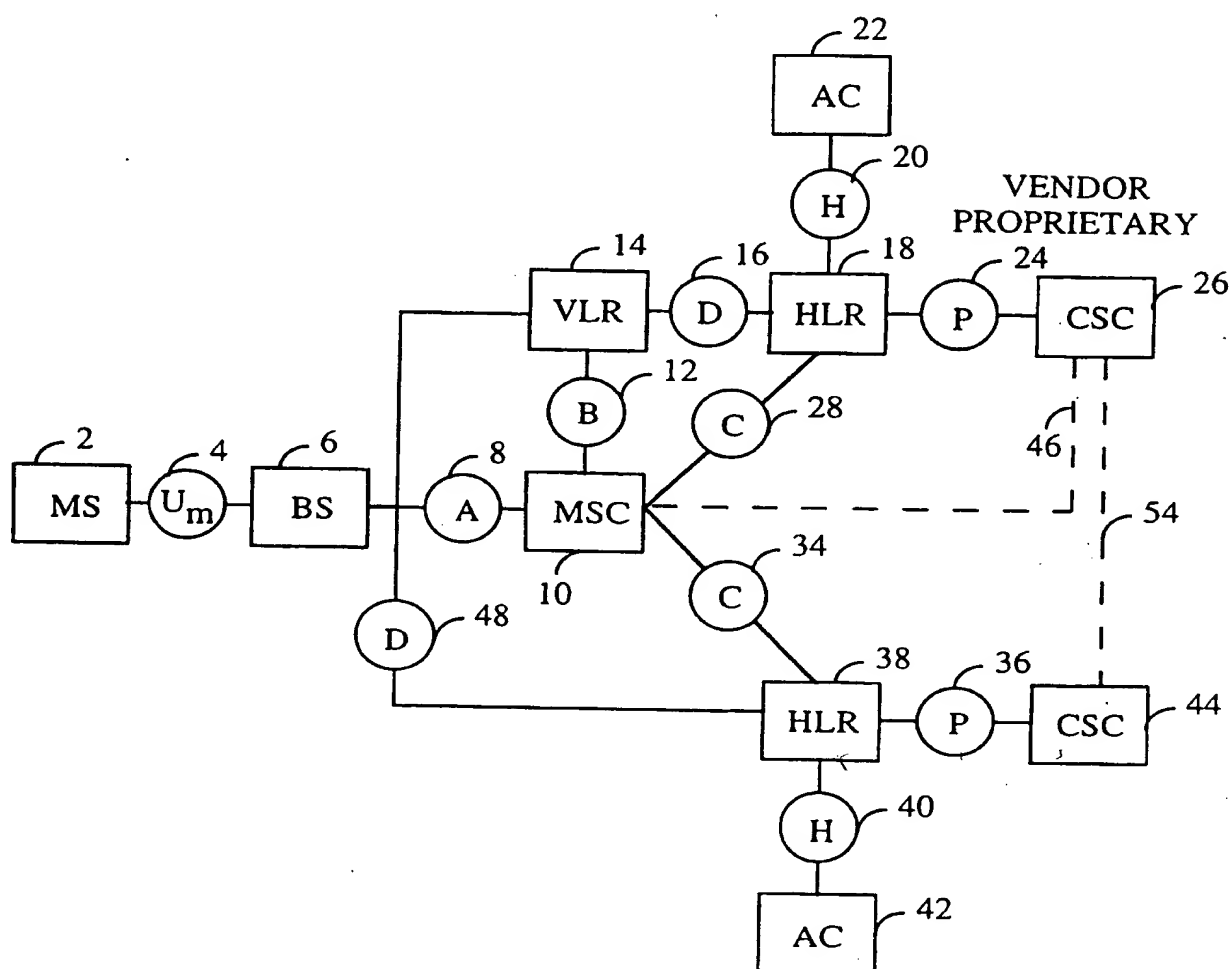 22
AC
20
H
VENDOR
PROPRIETARY
14
16
18
24
26
VLR
D
HLR
P
CSC
12
B
C
28
46
2
4
6
8
MS
Um
BS
A
MSC
10
34
C
54
D
48
38
36
HLR
P
CSC
44
H
40
AC
42